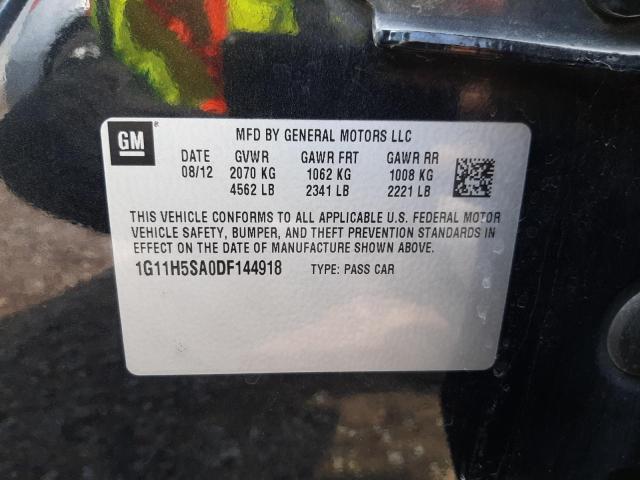 GM ® MFD BY GENERAL MOTORS LLC
DATE GVWR GAWR FRT GAWR RR
08/12 2070 KG 1062 KG 1008 KG
4562 LB 2341 LB 2221 LB
THIS VEHICLE CONFORMS TO ALL APPLICABLE U.S. FEDERAL MOTOR
VEHICLE SAFETY, BUMPER, AND THEFT PREVENTION STANDARDS IN
EFFECT ON THE DATE OF MANUFACTURE SHOWN ABOVE.
1G11H5SA0DF144918 TYPE: PASS CAR